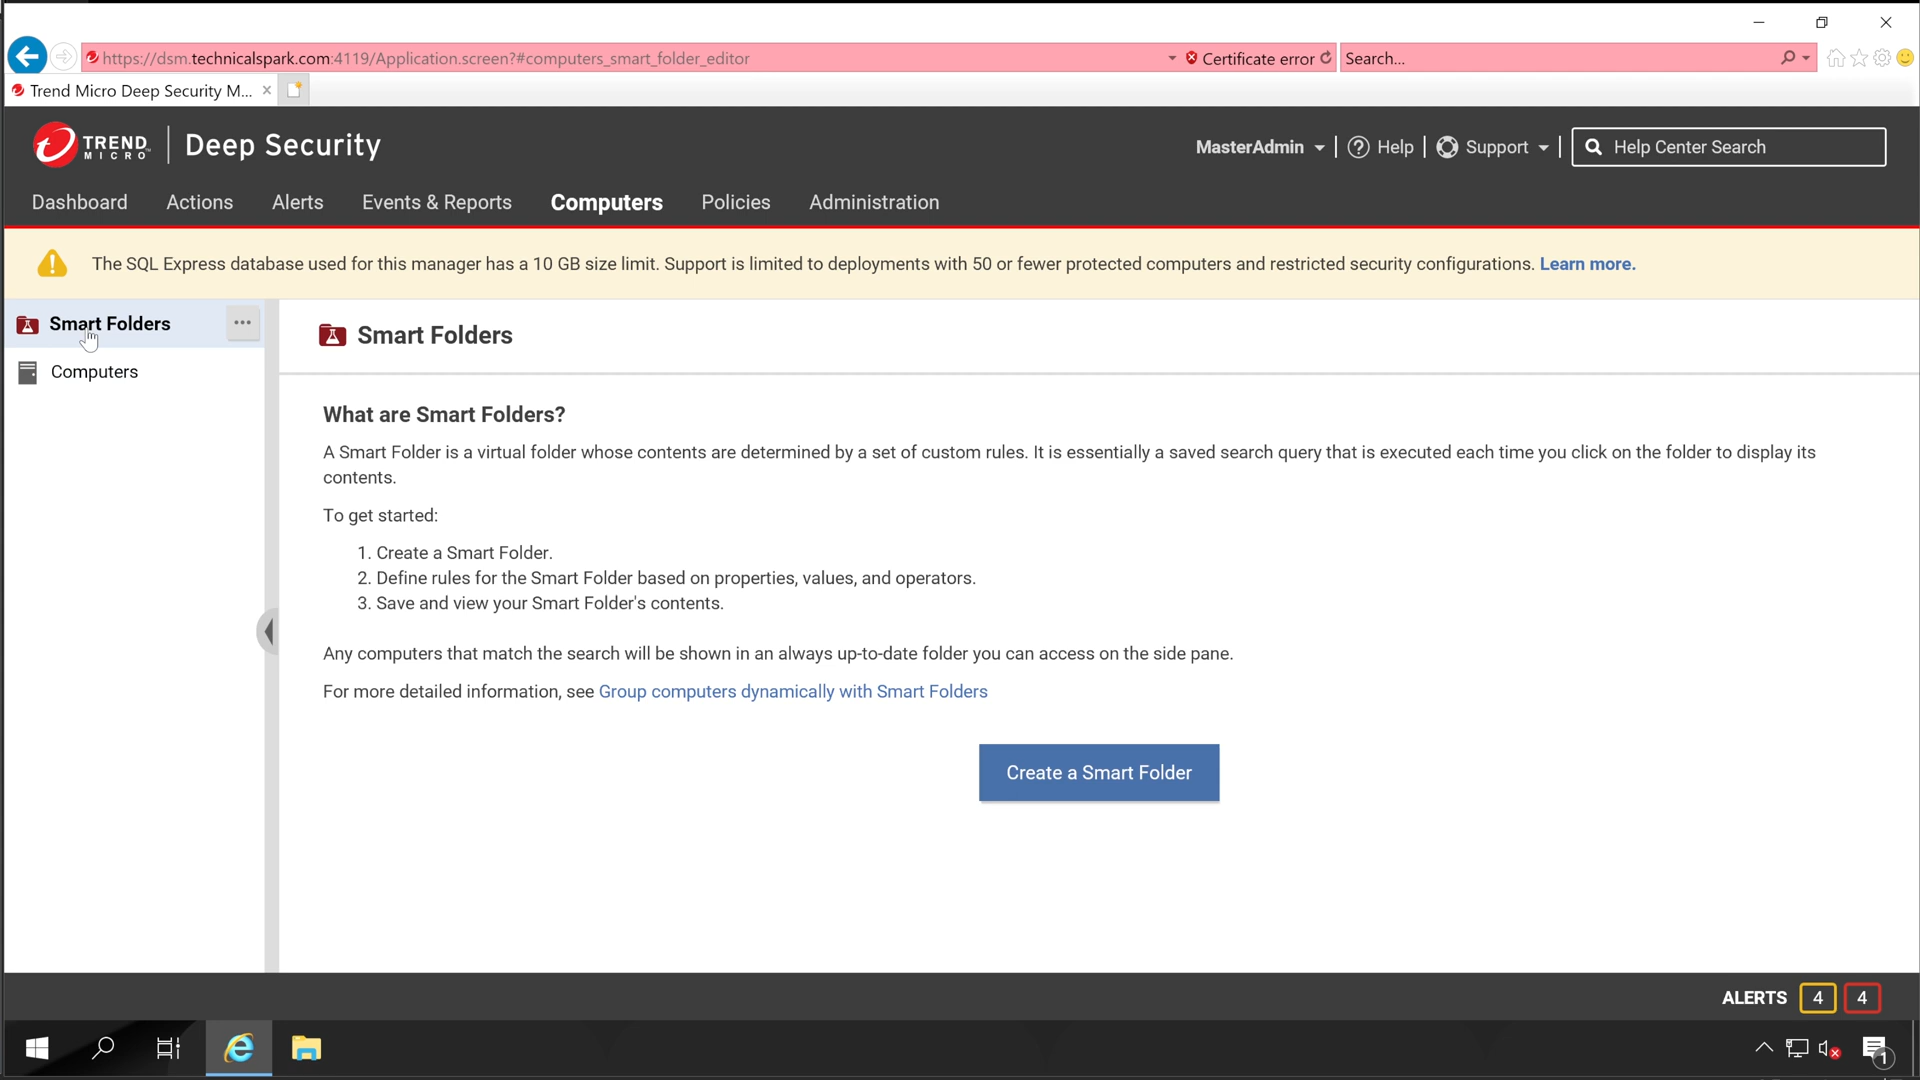 https://dsm.technicalspark.com:4119/Application.screen?#computers_smart_folder_editor
Certificate error
Search...
Trend Micro Deep Security M...
TREND MICRO
Deep Security
MasterAdmin
Help
Support
Help Center Search
Dashboard
Actions
Alerts
Events & Reports
Computers
Policies
Administration
The SQL Express database used for this manager has a 10 GB size limit. Support is limited to deployments with 50 or fewer protected computers and restricted security configurations. Learn more.
Smart Folders
Computers
Smart Folders
What are Smart Folders?
A Smart Folder is a virtual folder whose contents are determined by a set of custom rules. It is essentially a saved search query that is executed each time you click on the folder to display its
contents.
To get started:
1. Create a Smart Folder.
2. Define rules for the Smart Folder based on properties, values, and operators.
3. Save and view your Smart Folder's contents.
Any computers that match the search will be shown in an always up-to-date folder you can access on the side pane.
For more detailed information, see Group computers dynamically with Smart Folders
Create a Smart Folder
ALERTS 4 4
1